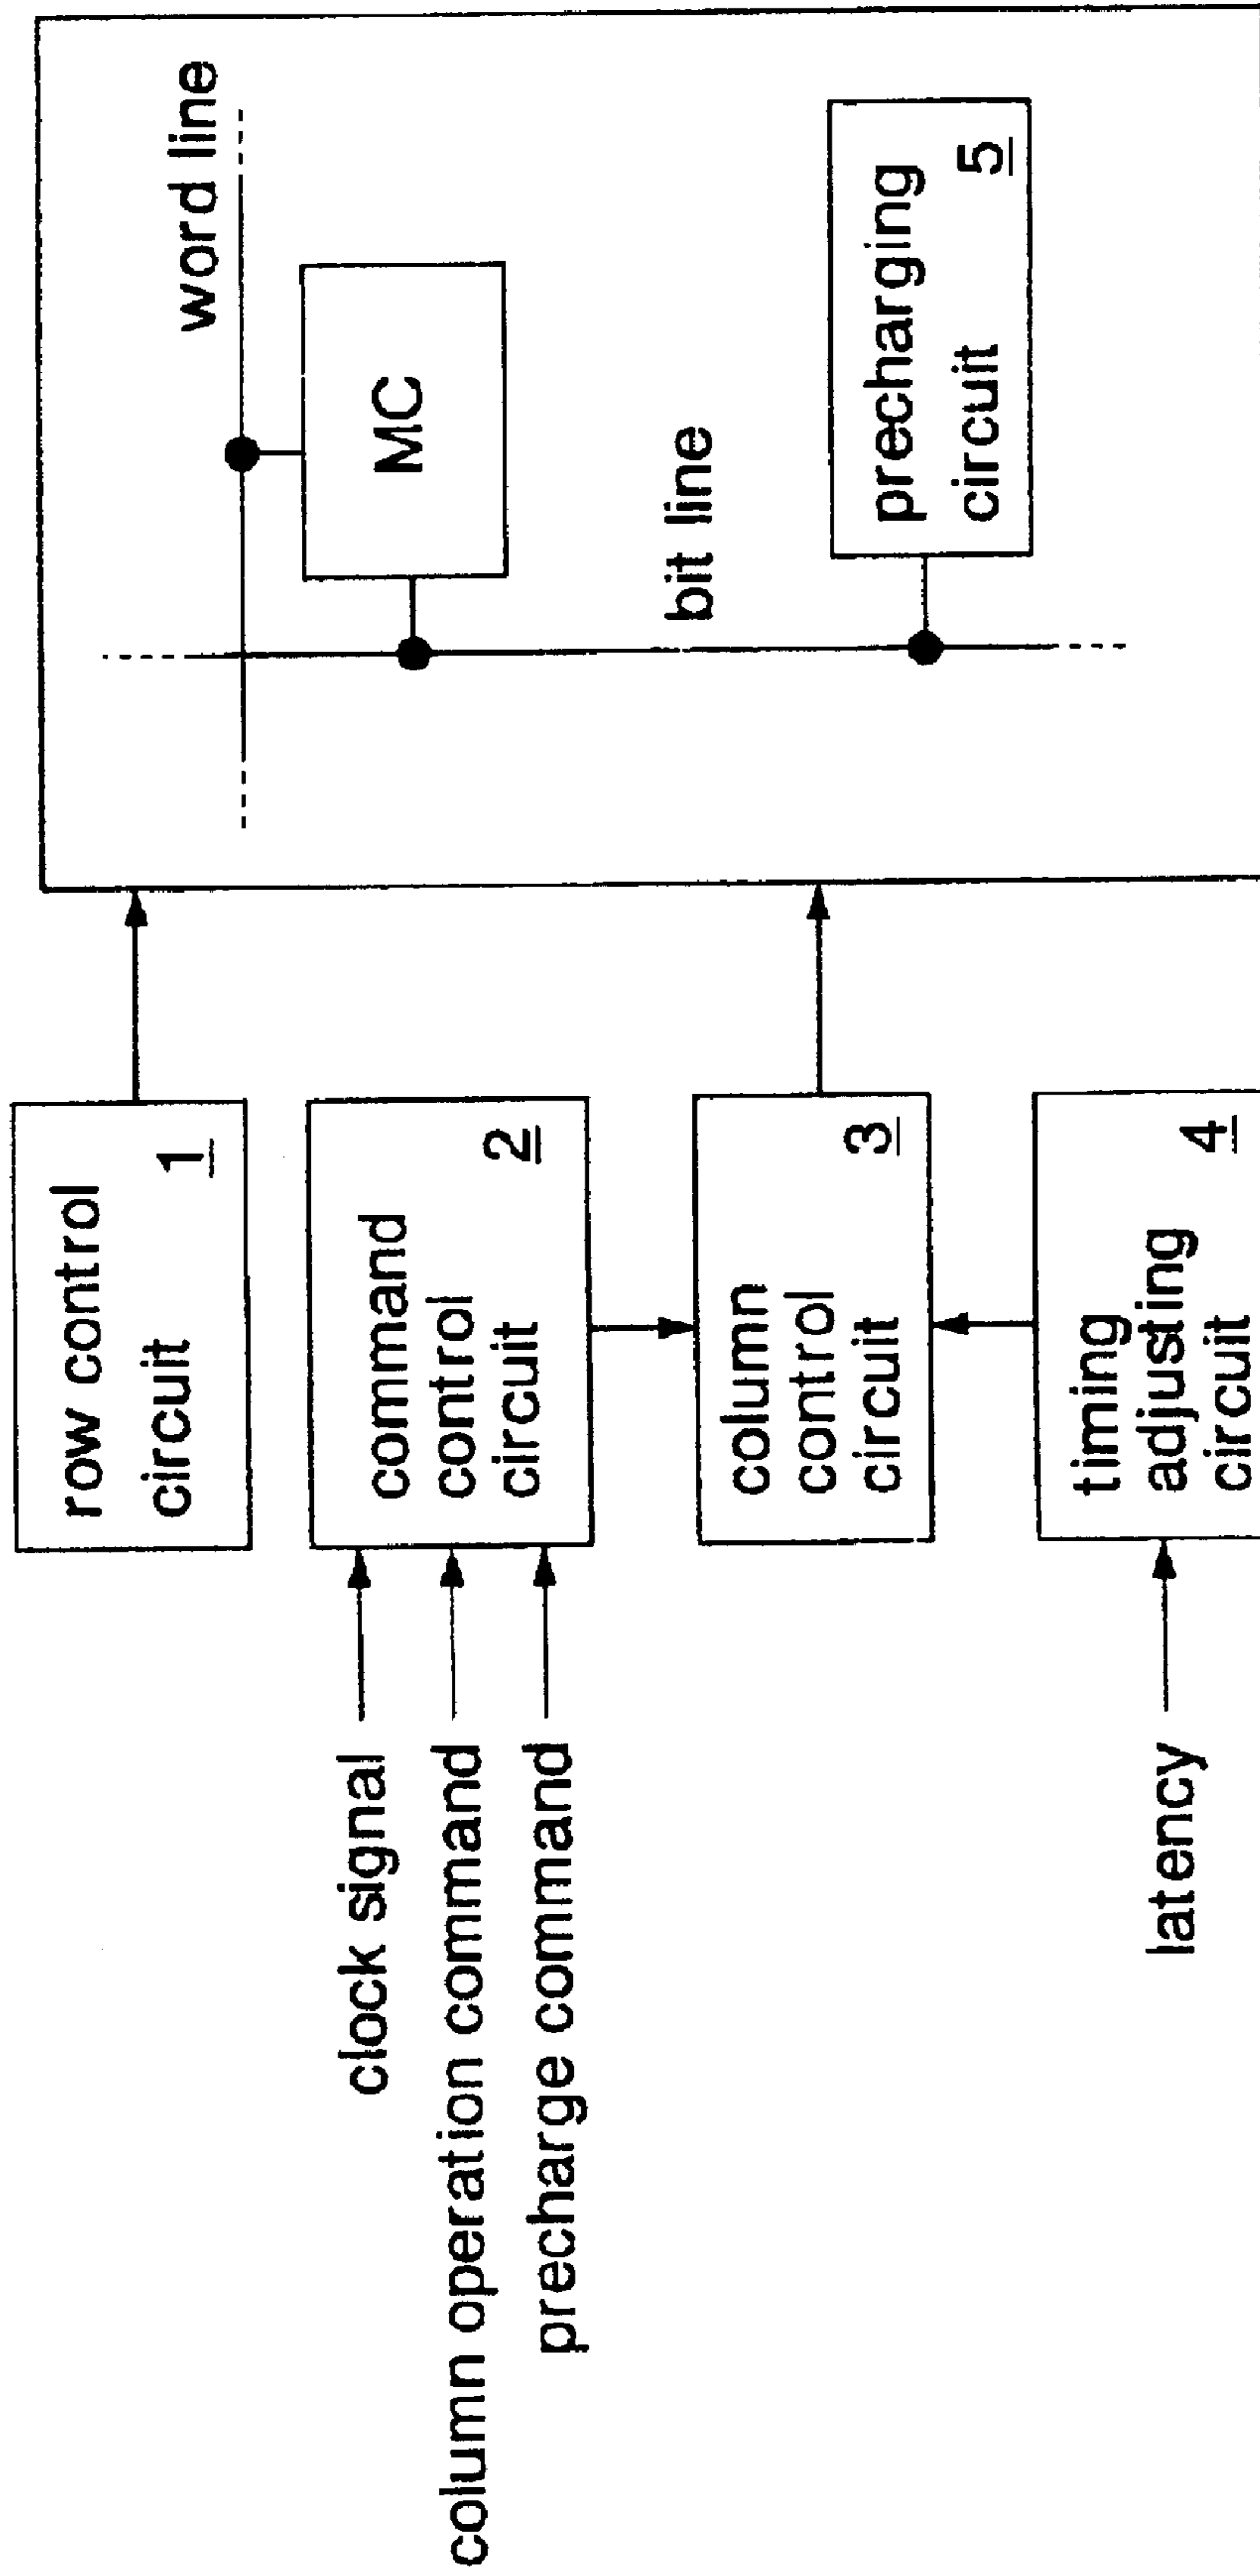 row control
circuit
1
clock signal
column operation command
precharge command
command
control
circuit
2
column
control
circuit
3
latency
timing
adjusting
circuit
4
word line
MC
bit line
precharging
circuit
5